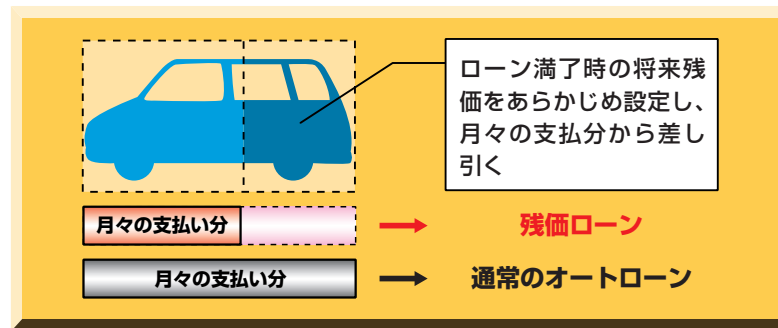 ローン満了時の将来残
価をあらかじめ設定し、
月々の支払分から差し
引く
月々の支払い分
残価ローン
月々の支払い分
通常のオートローン